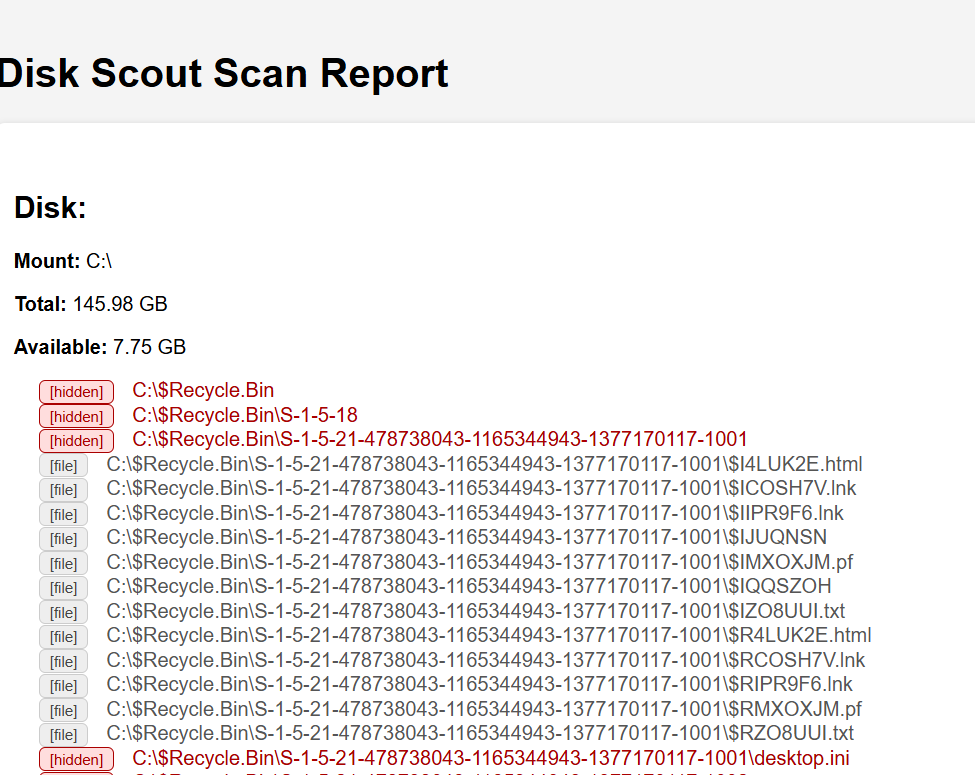 Disk Scout Scan Report
Disk:
Mount: C:\
Total: 145.98 GB
Available: 7.75 GB
[hidden] C:\$Recycle.Bin
[hidden] C:\$Recycle.Bin\S-1-5-18
[hidden] C:\$Recycle.Bin\S-1-5-21-478738043-1165344943-1377170117-1001
[file] C:\$Recycle.Bin\S-1-5-21-478738043-1165344943-1377170117-1001\$I4LUK2E.html
[file] C:\$Recycle.Bin\S-1-5-21-478738043-1165344943-1377170117-1001\$ICOSH7V.lnk
[file] C:\$Recycle.Bin\S-1-5-21-478738043-1165344943-1377170117-1001\$IIPR9F6.lnk
[file] C:\$Recycle.Bin\S-1-5-21-478738043-1165344943-1377170117-1001\$IJUQNSN
[file] C:\$Recycle.Bin\S-1-5-21-478738043-1165344943-1377170117-1001\$IMXOXJM.pf
[file] C:\$Recycle.Bin\S-1-5-21-478738043-1165344943-1377170117-1001\$IQQSZOH
[file] C:\$Recycle.Bin\S-1-5-21-478738043-1165344943-1377170117-1001\$IZO8UUI.txt
[file] C:\$Recycle.Bin\S-1-5-21-478738043-1165344943-1377170117-1001\$R4LUK2E.html
[file] C:\$Recycle.Bin\S-1-5-21-478738043-1165344943-1377170117-1001\$RCOSH7V.lnk
[file] C:\$Recycle.Bin\S-1-5-21-478738043-1165344943-1377170117-1001\$RIPR9F6.lnk
[file] C:\$Recycle.Bin\S-1-5-21-478738043-1165344943-1377170117-1001\$RMXOXJM.pf
[file] C:\$Recycle.Bin\S-1-5-21-478738043-1165344943-1377170117-1001\$RZO8UUI.txt
[hidden] C:\$Recycle.Bin\S-1-5-21-478738043-1165344943-1377170117-1001\desktop.ini